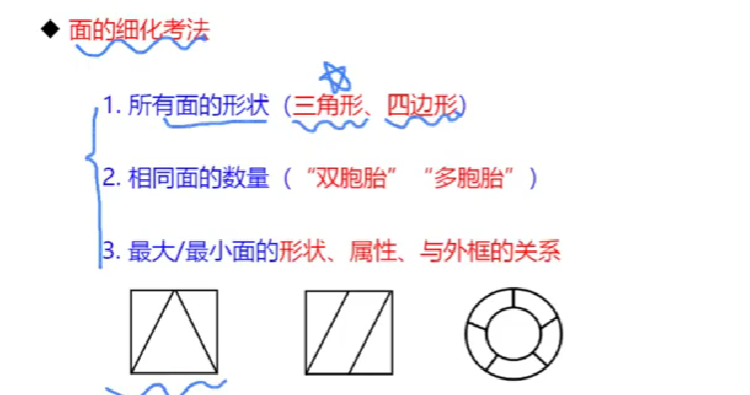 ◆ 面的细化考法
1. 所有面的形状（三角形、四边形）
2. 相同面的数量（“双胞胎”“多胞胎”）
3. 最大/最小面的形状、属性、与外框的关系